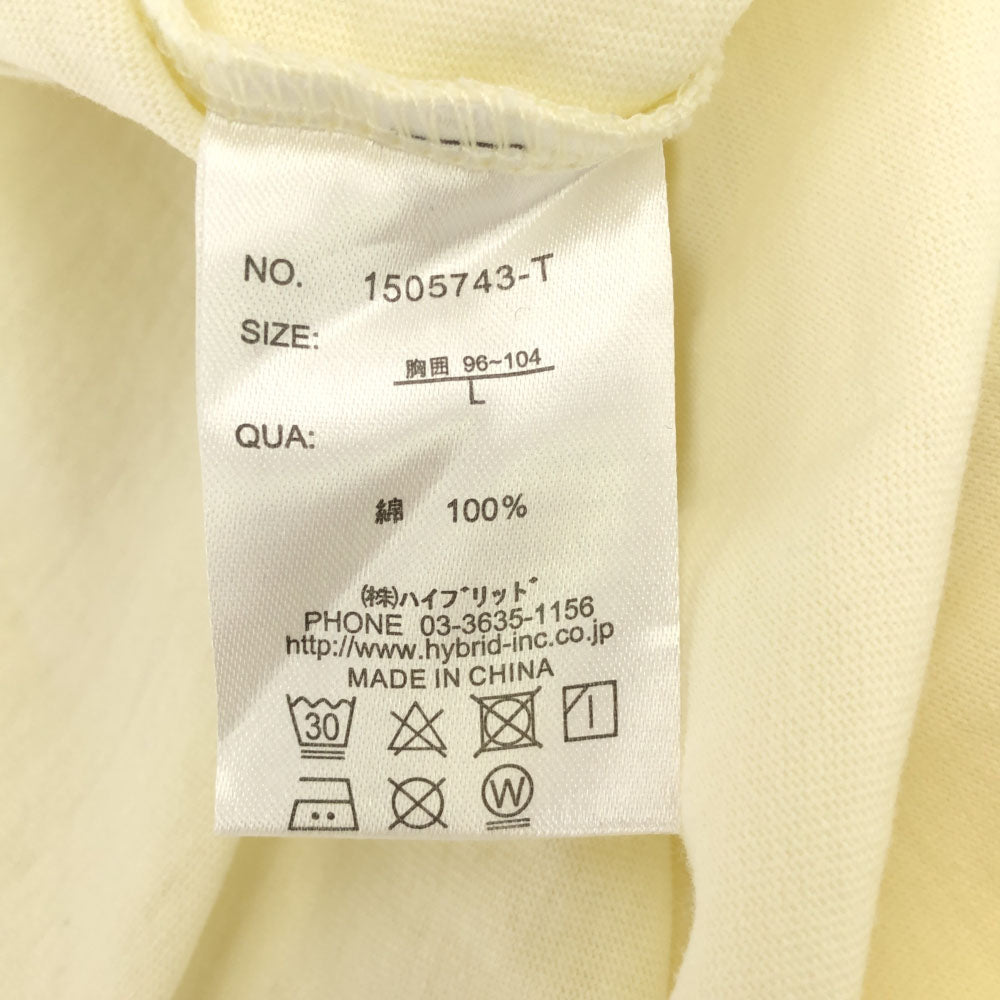 NO. 1505743-T
SIZE:
胸囲 96~104
L
QUA:
綿 100%
(株)ハイブリッド
PHONE 03-3635-1156
http://www.hybrid-inc.co.jp
MADE IN CHINA
30
W